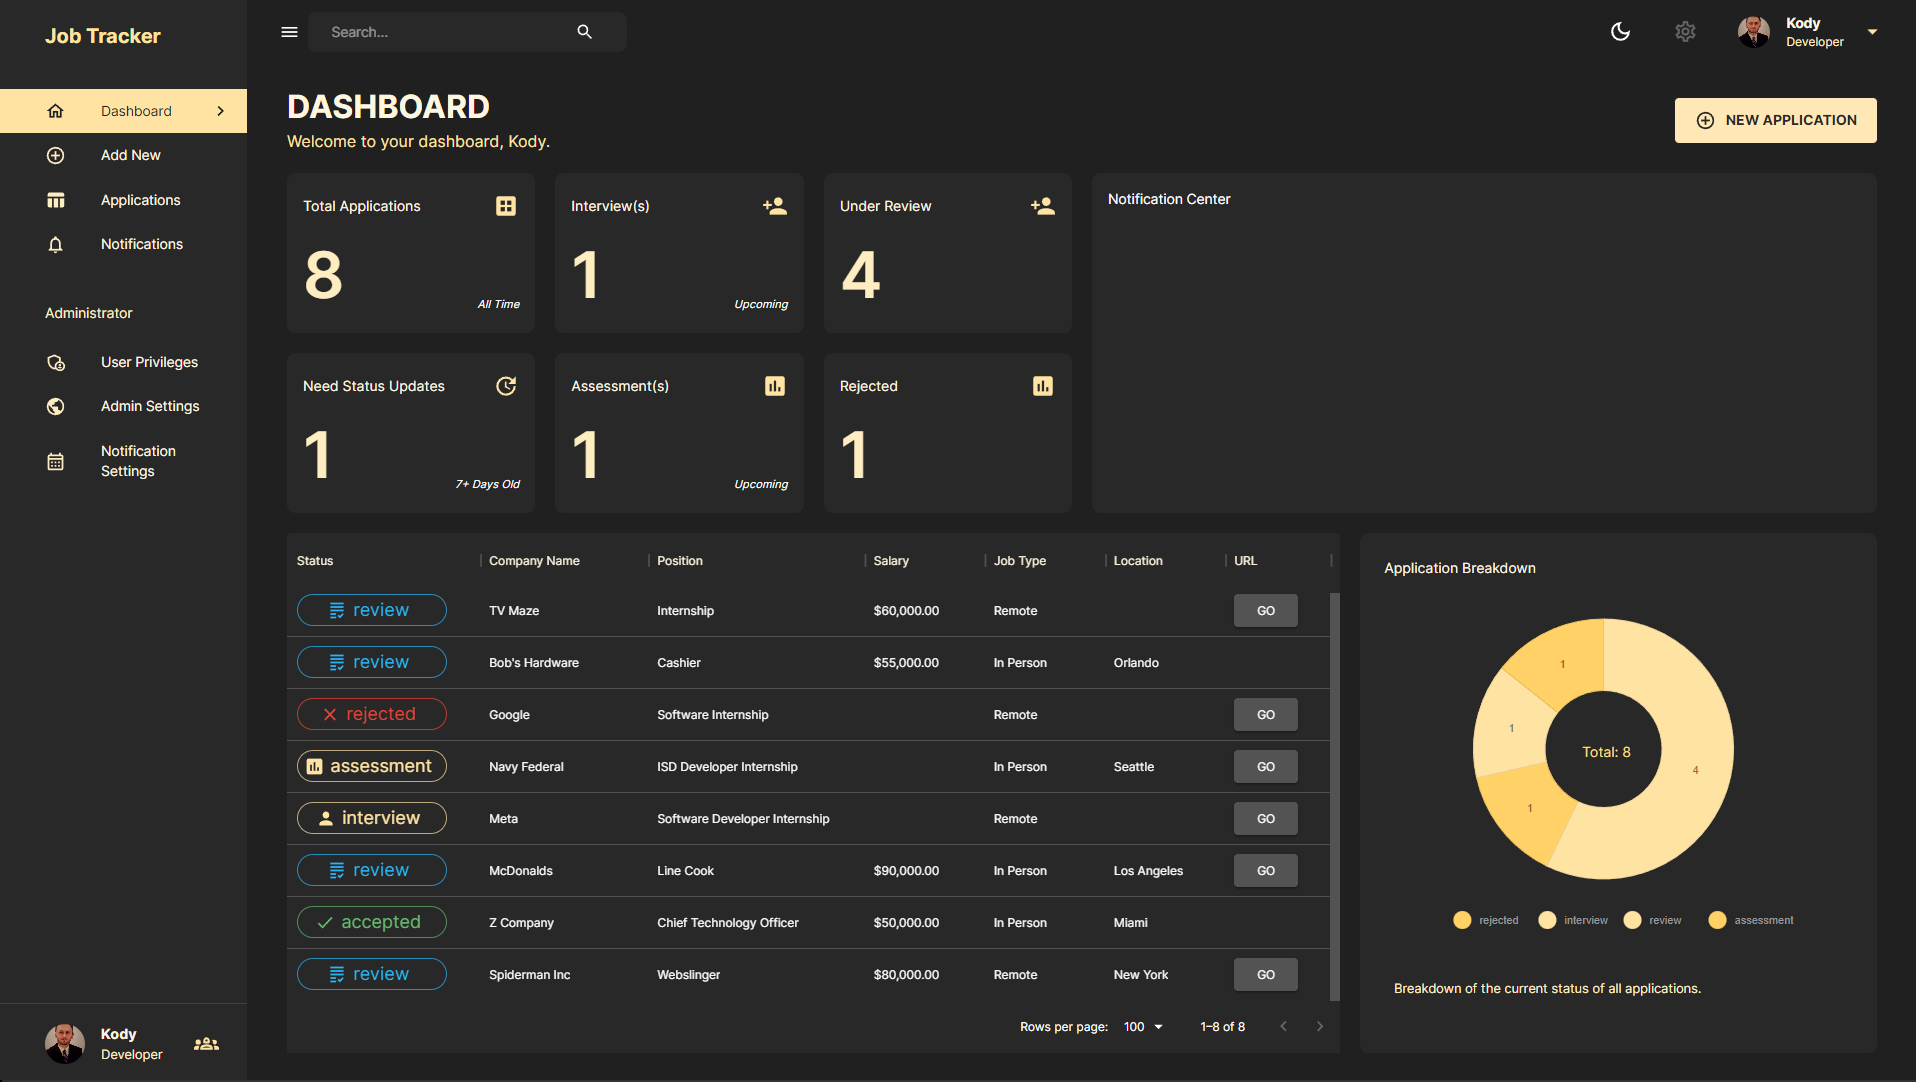 Job Tracker
Dashboard
Add New
Applications
Notifications
Administrator
User Privileges
Admin Settings
Notification
Settings
Kody
Developer
Search...
Kody
Developer
DASHBOARD
Welcome to your dashboard, Kody.
NEW APPLICATION
Total Applications
8
All Time
Interview(s)
1
Upcoming
Under Review
4
Need Status Updates
1
7+ Days Old
Assessment(s)
1
Upcoming
Rejected
1
Notification Center
Status Company Name Position Salary Job Type Location URL
review TV Maze Internship $60,000.00 Remote GO
review Bob's Hardware Cashier $55,000.00 In Person Orlando
rejected Google Software Internship Remote GO
assessment Navy Federal ISD Developer Internship In Person Seattle GO
interview Meta Software Developer Internship Remote GO
review McDonalds Line Cook $90,000.00 In Person Los Angeles GO
accepted Z Company Chief Technology Officer $50,000.00 In Person Miami
review Spiderman Inc Webslinger $80,000.00 Remote New York GO
Rows per page: 100 1–8 of 8
Application Breakdown
1
1
Total: 8
4
1
rejected interview review assessment
Breakdown of the current status of all applications.